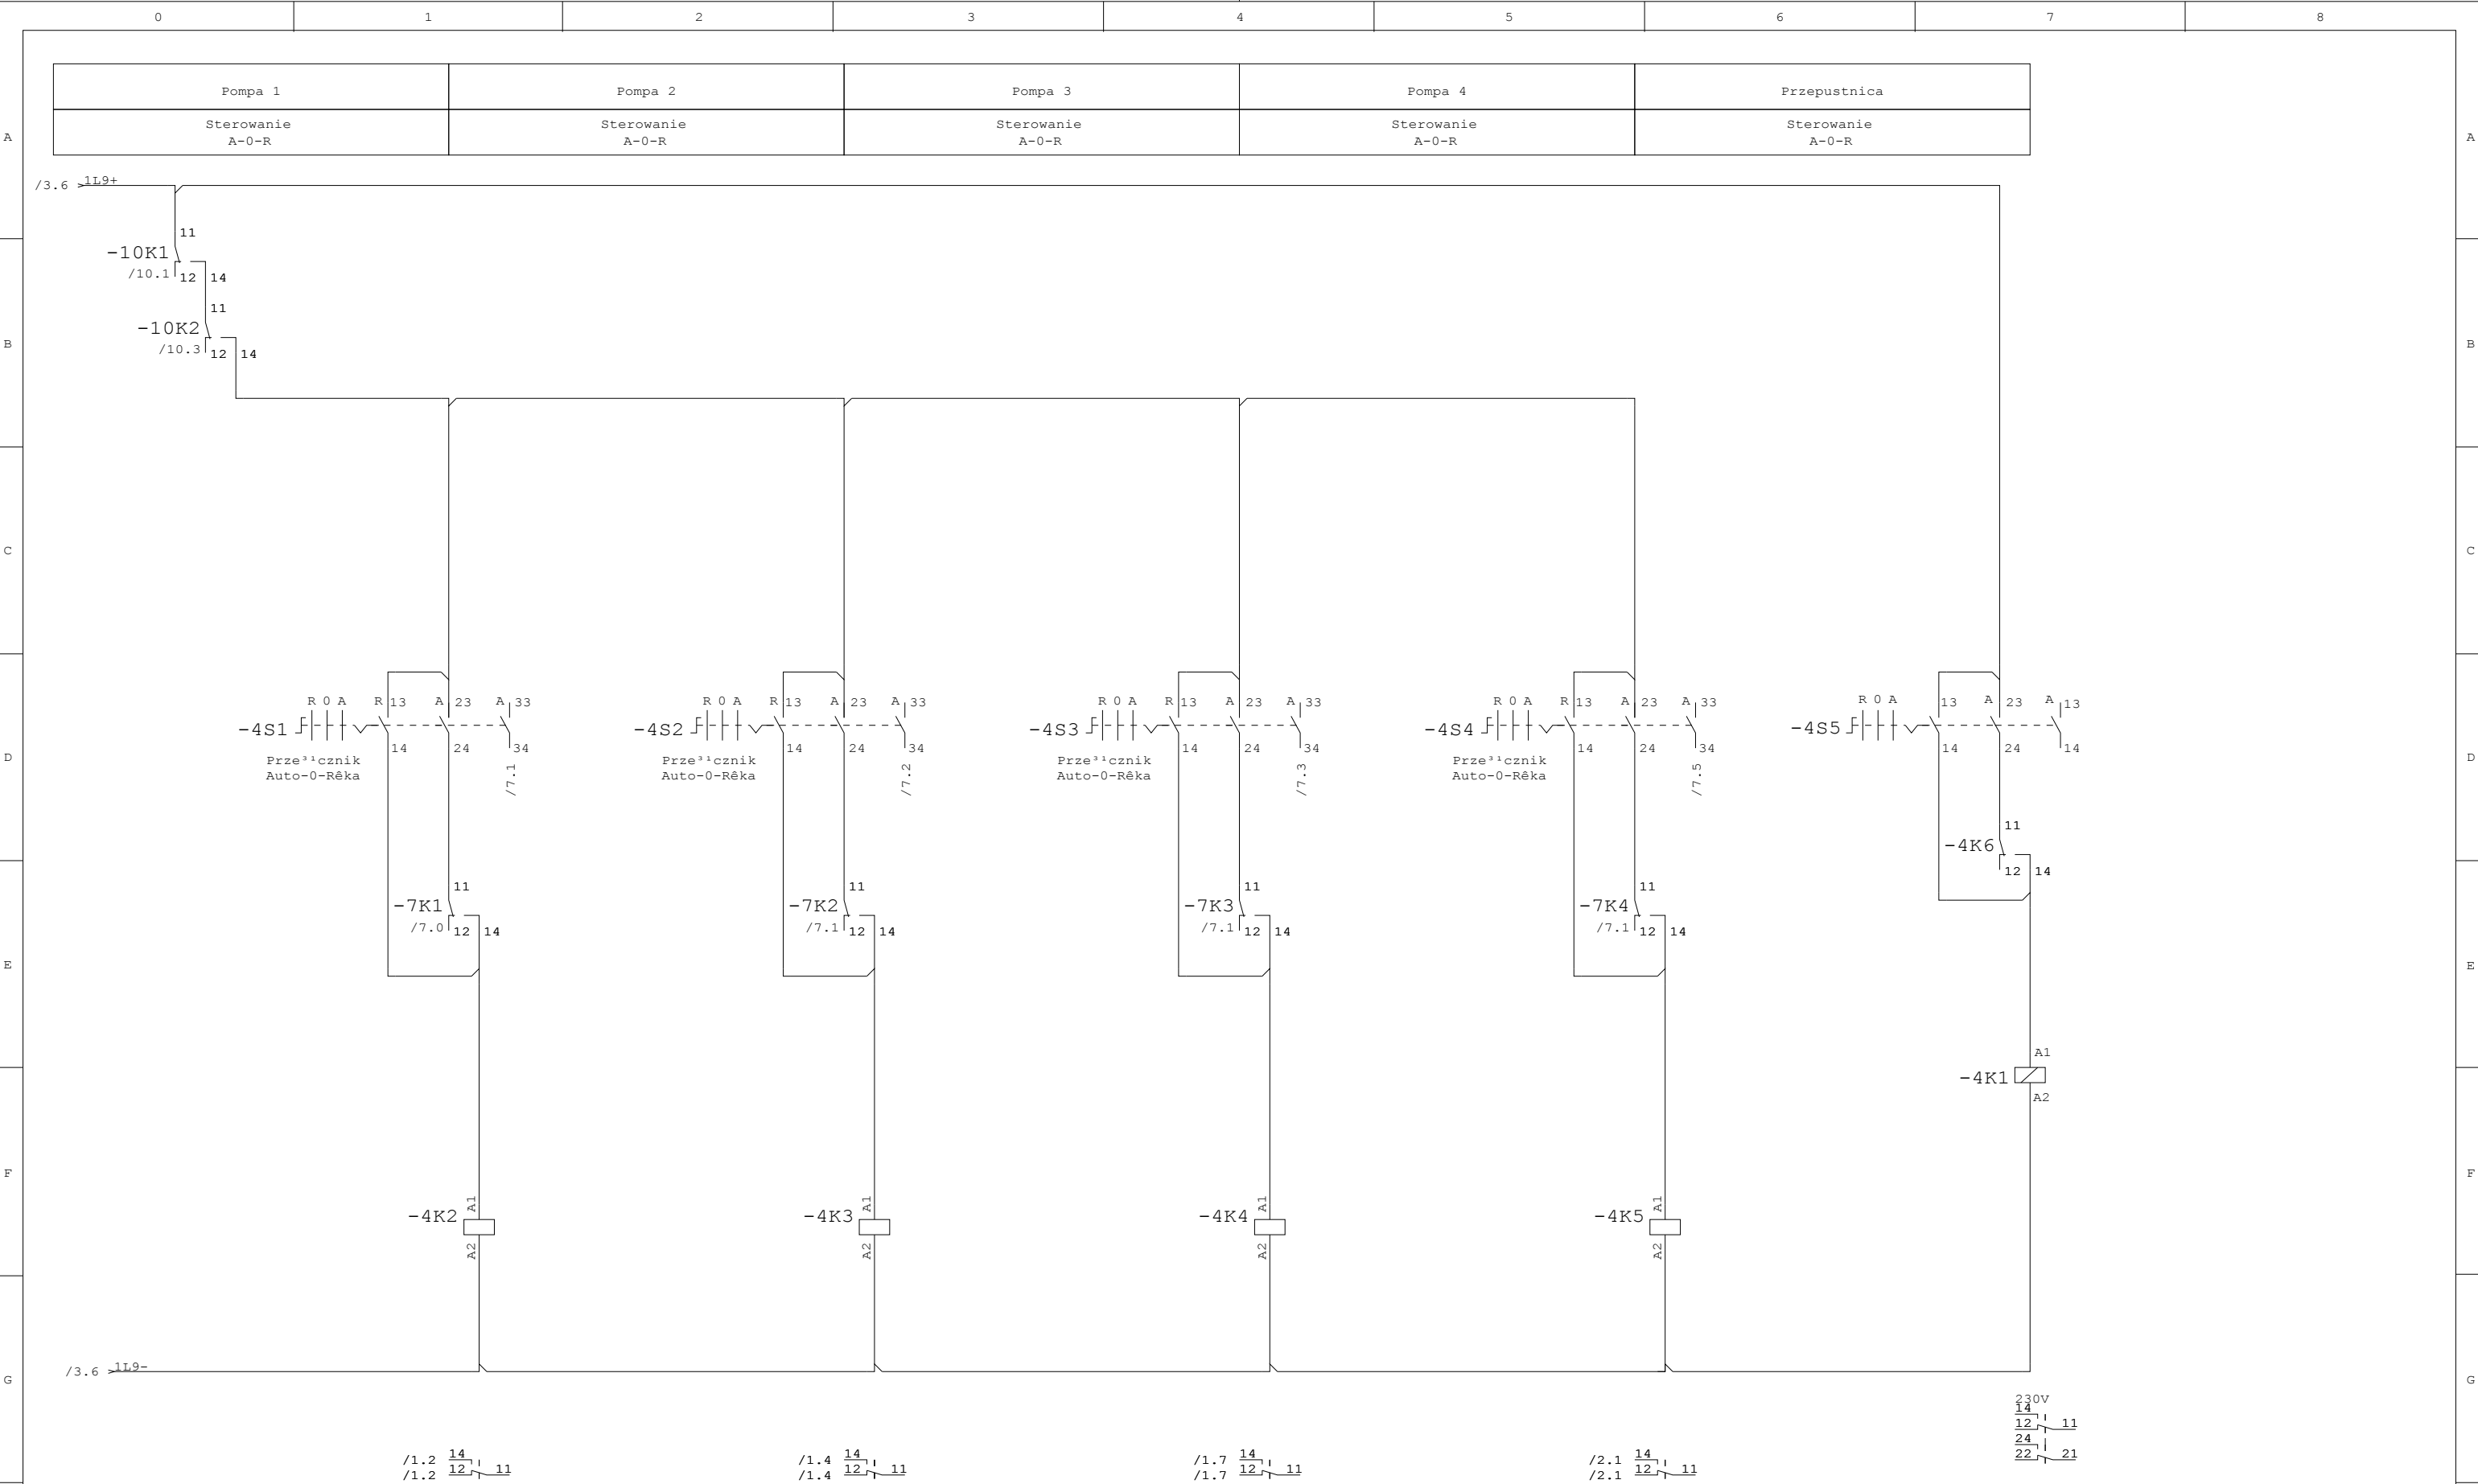 0 1 2 3 4 5 6 7 8
Pompa 1 Pompa 2 Pompa 3 Pompa 4 Przepustnica
Sterowanie Sterowanie Sterowanie Sterowanie Sterowanie
A-0-R A-0-R A-0-R A-0-R A-0-R
A A
/3.6 1L9+
11
-10K1
/10.1 12 14
11
-10K2
/10.3 12 14
B B
C C
R 0 A R 13 A 23 A 33 R 0 A R 13 A 23 A 33 R 0 A R 13 A 23 A 33 R 0 A R 13 A 23 A 33 R 0 A 13 A 23 A 13
-4S1 -4S2 -4S3 -4S4 -4S5
14 24 34 14 24 34 14 24 34 14 24 34 14 24 14
D D
Prze³¹cznik Prze³¹cznik Prze³¹cznik Prze³¹cznik
Auto-0-Rêka Auto-0-Rêka Auto-0-Rêka Auto-0-Rêka
/7.1 /7.2 /7.3 /7.5
11
-4K6
12 14
11 11 11 11
-7K1 -7K2 -7K3 -7K4
/7.0 12 14 /7.1 12 14 /7.1 12 14 /7.1 12 14
E E
A1
-4K1
A2
F F
A1 A1 A1 A1
-4K2 -4K3 -4K4 -4K5
A2 A2 A2 A2
/3.6 1L9-
G G
230V
14
12 11
24
22 21
/1.2 14 /1.4 14 /1.7 14 /2.1 14
/1.2 12 11 /1.4 12 11 /1.7 12 11 /2.1 12 11